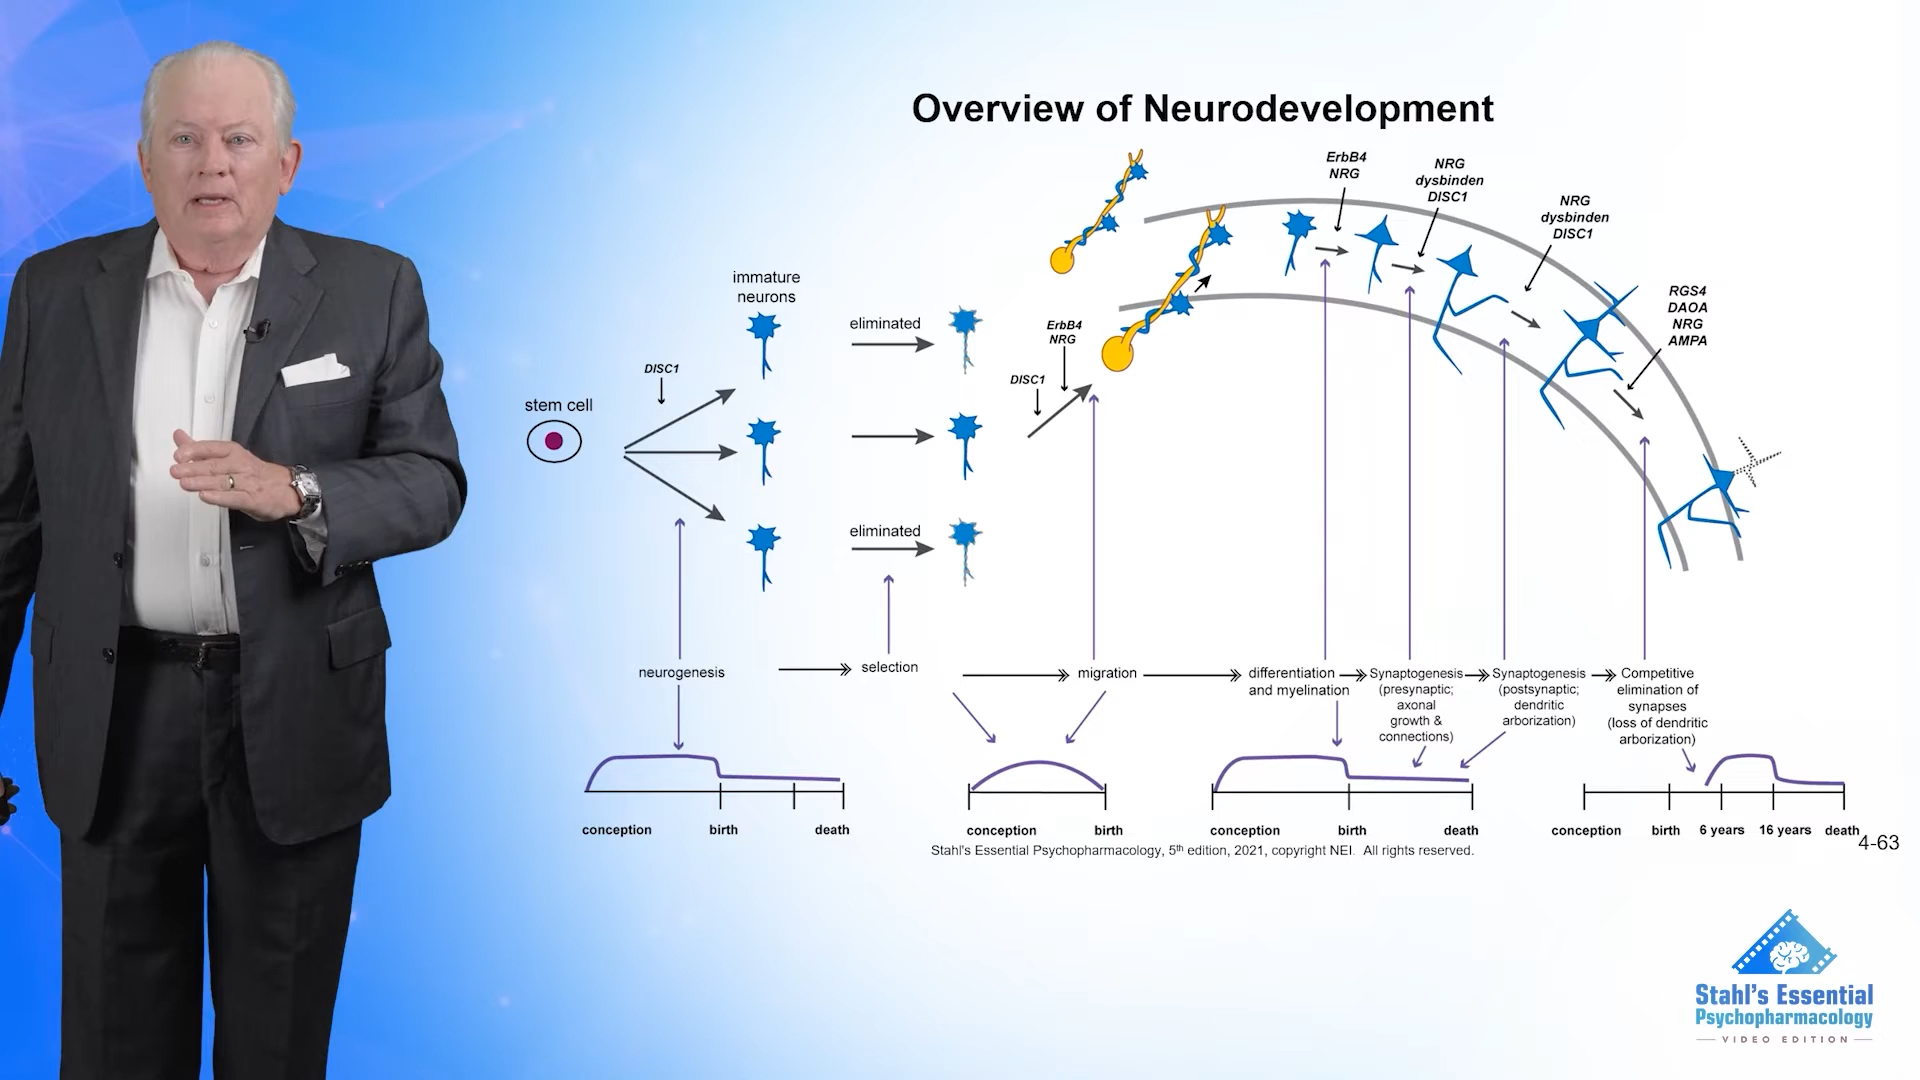 Overview of Neurodevelopment
ErbB4
NRG
NRG
dysbinden
DISC1
NRG
dysbinden
DISC1
RGS4
DAOA
NRG
AMPA
immature
neurons
eliminated
ErbB4
NRG
DISC1
DISC1
stem cell
eliminated
neurogenesis
selection
migration
differentiation
and myelination
Synaptogenesis
(presynaptic;
axonal
growth &
connections)
Synaptogenesis
(postsynaptic;
dendritic
arborization)
Competitive
elimination of
synapses
(loss of dendritic
arborization)
conception birth death
conception birth
conception birth death
conception birth 6 years 16 years death
4-63
Stahl's Essential Psychopharmacology, 5th edition, 2021, copyright NEI. All rights reserved.
Stahl's Essential
Psychopharmacology
VIDEO EDITION